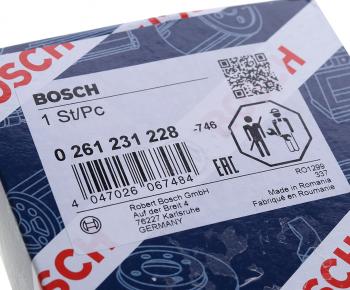 BOSCH
BOSCH
1 St/Pc
0 261 231 228
-746
4 047026 067484
EAC
Robert Bosch GmbH
Auf der Breit 4
76227 Karlsruhe
GERMANY
RO1299
337
Made in Romania
Fabriqué en Roumanie
BOSCH